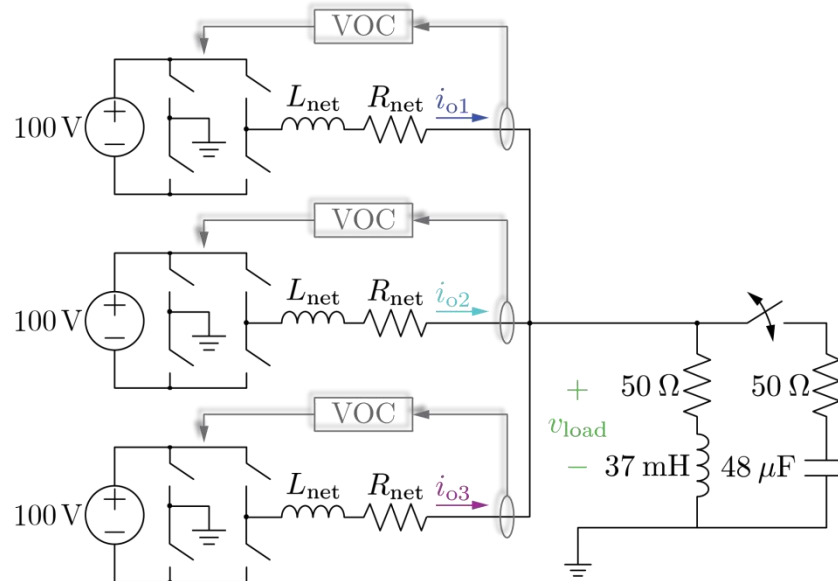 VOC
100 V
+
−
L_net
R_net
i_o1
VOC
100 V
+
−
L_net
R_net
i_o2
VOC
100 V
+
−
L_net
R_net
i_o3
+
v_load
−
50 Ω
50 Ω
37 mH
48 μF